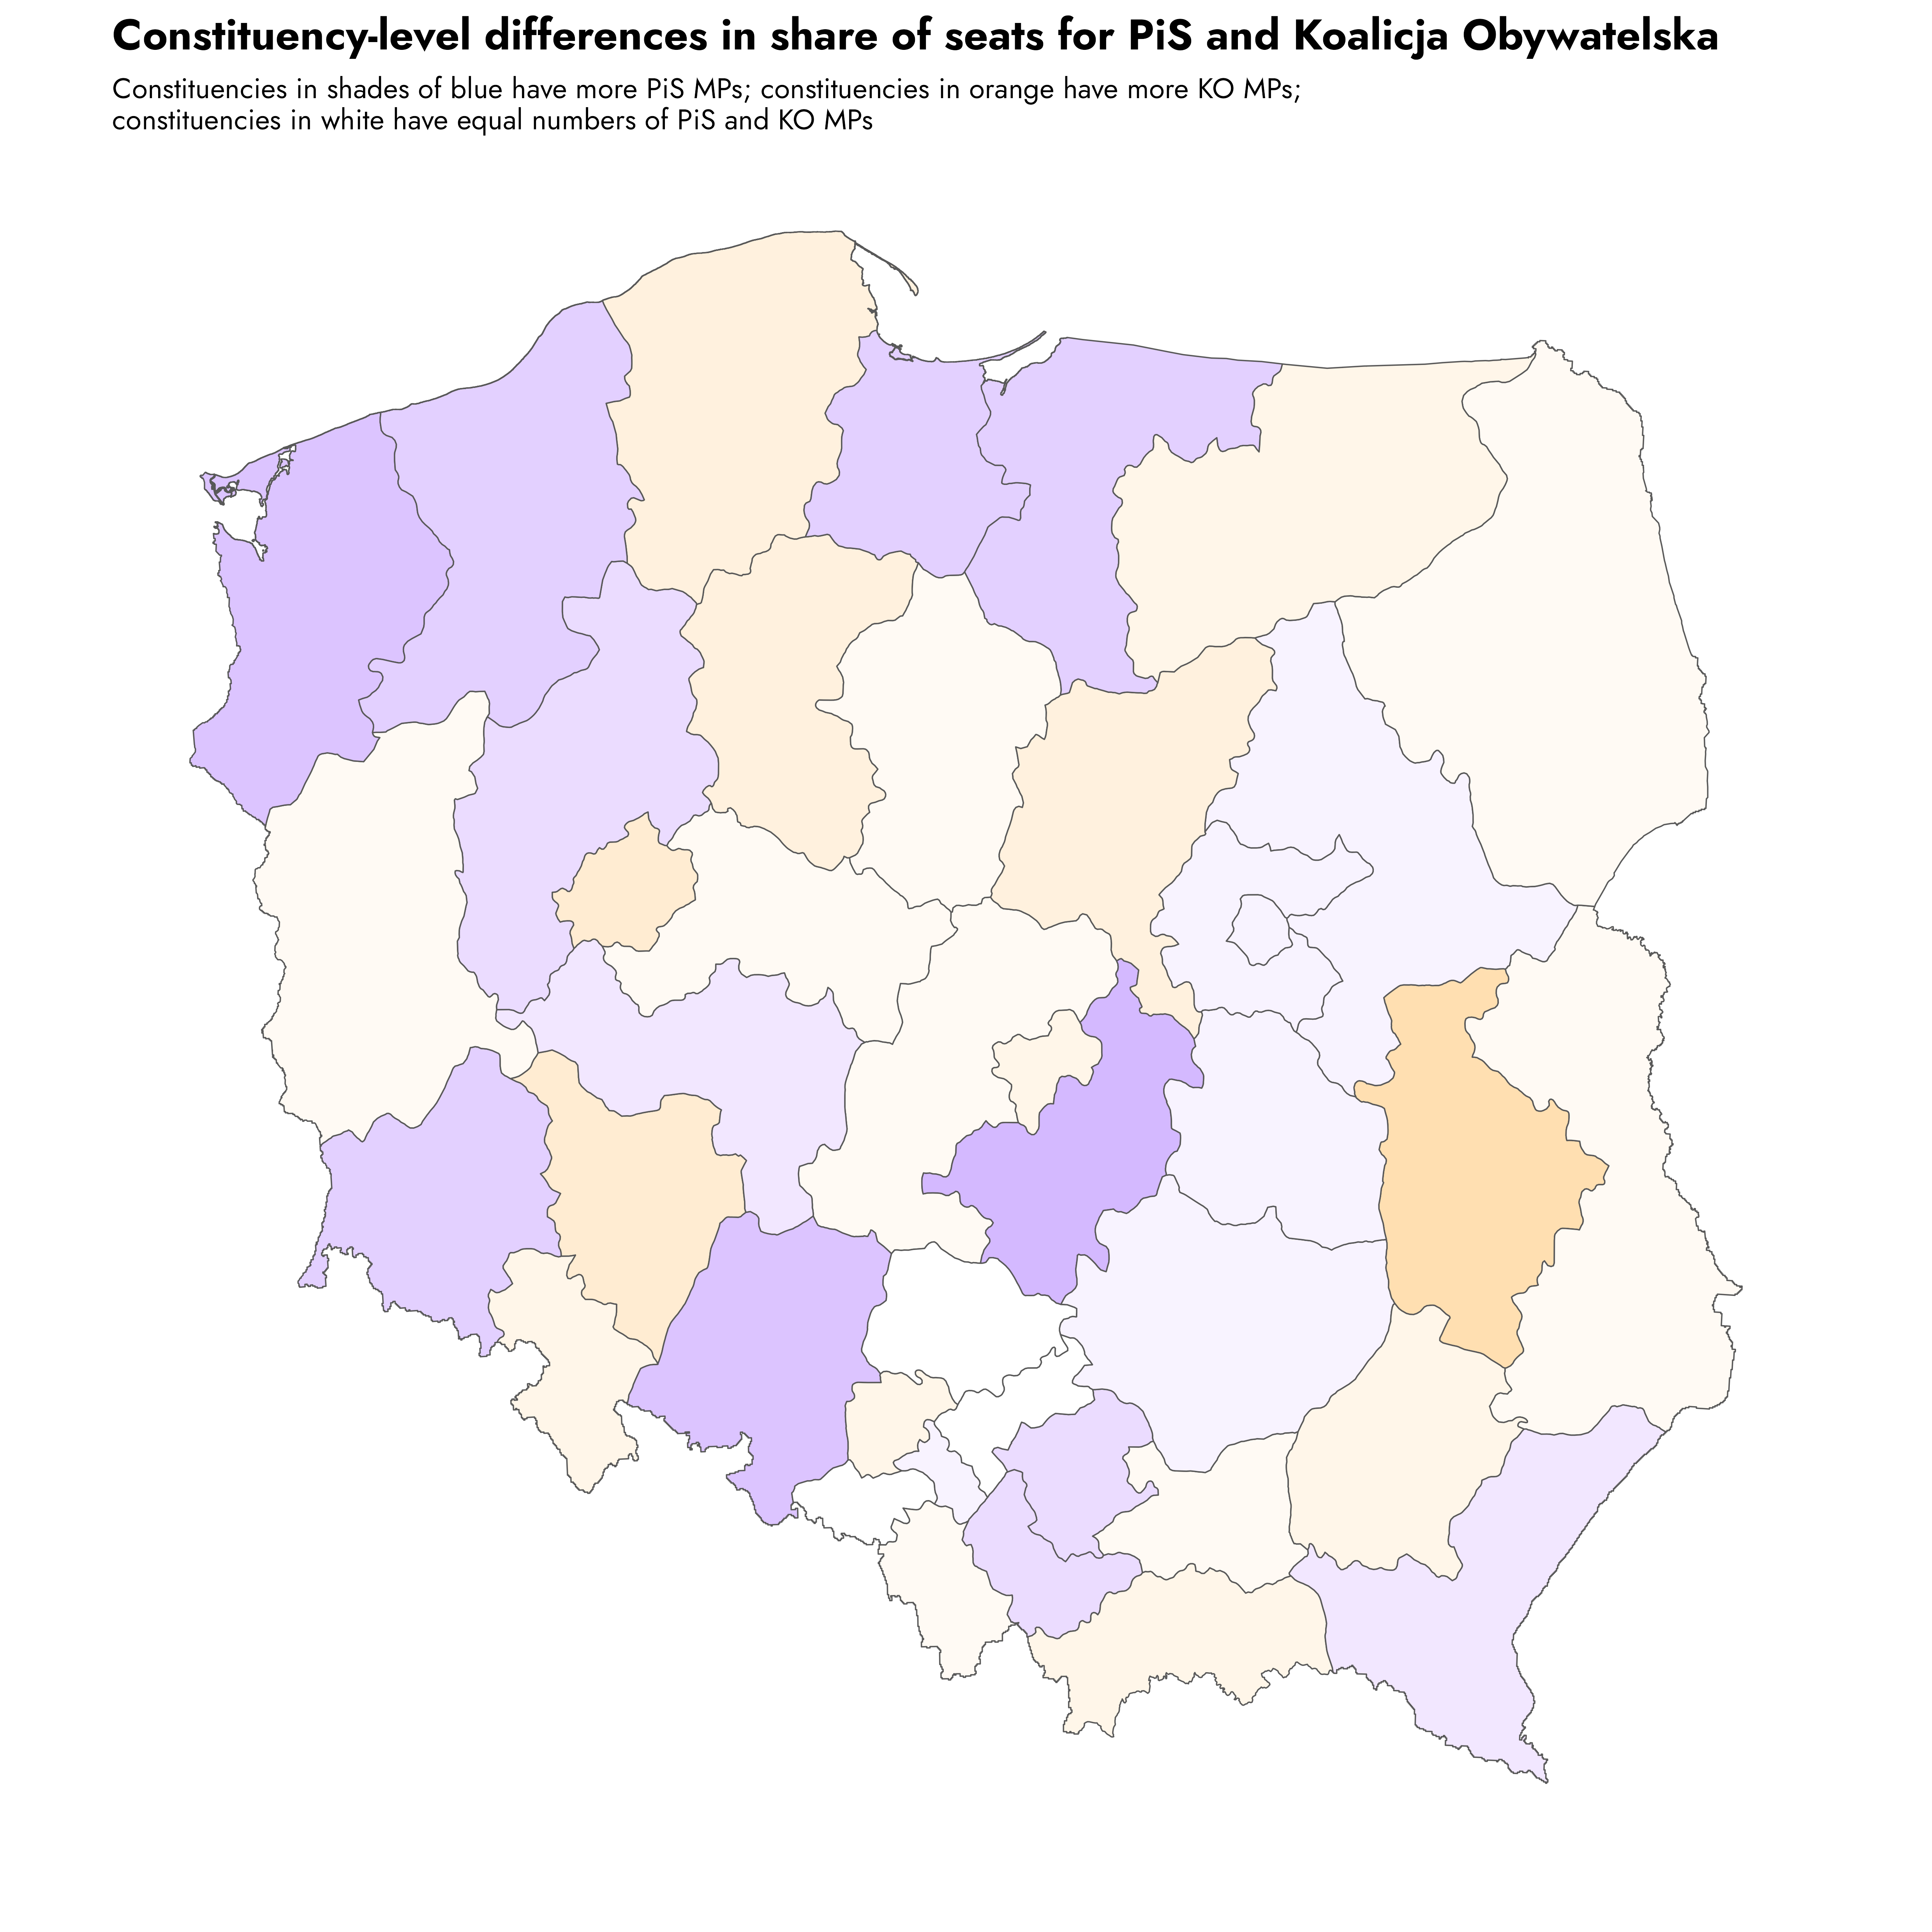 Constituency-level differences in share of seats for PiS and Koalicja Obywatelska
Constituencies in shades of blue have more PiS MPs; constituencies in orange have more KO MPs;
constituencies in white have equal numbers of PiS and KO MPs